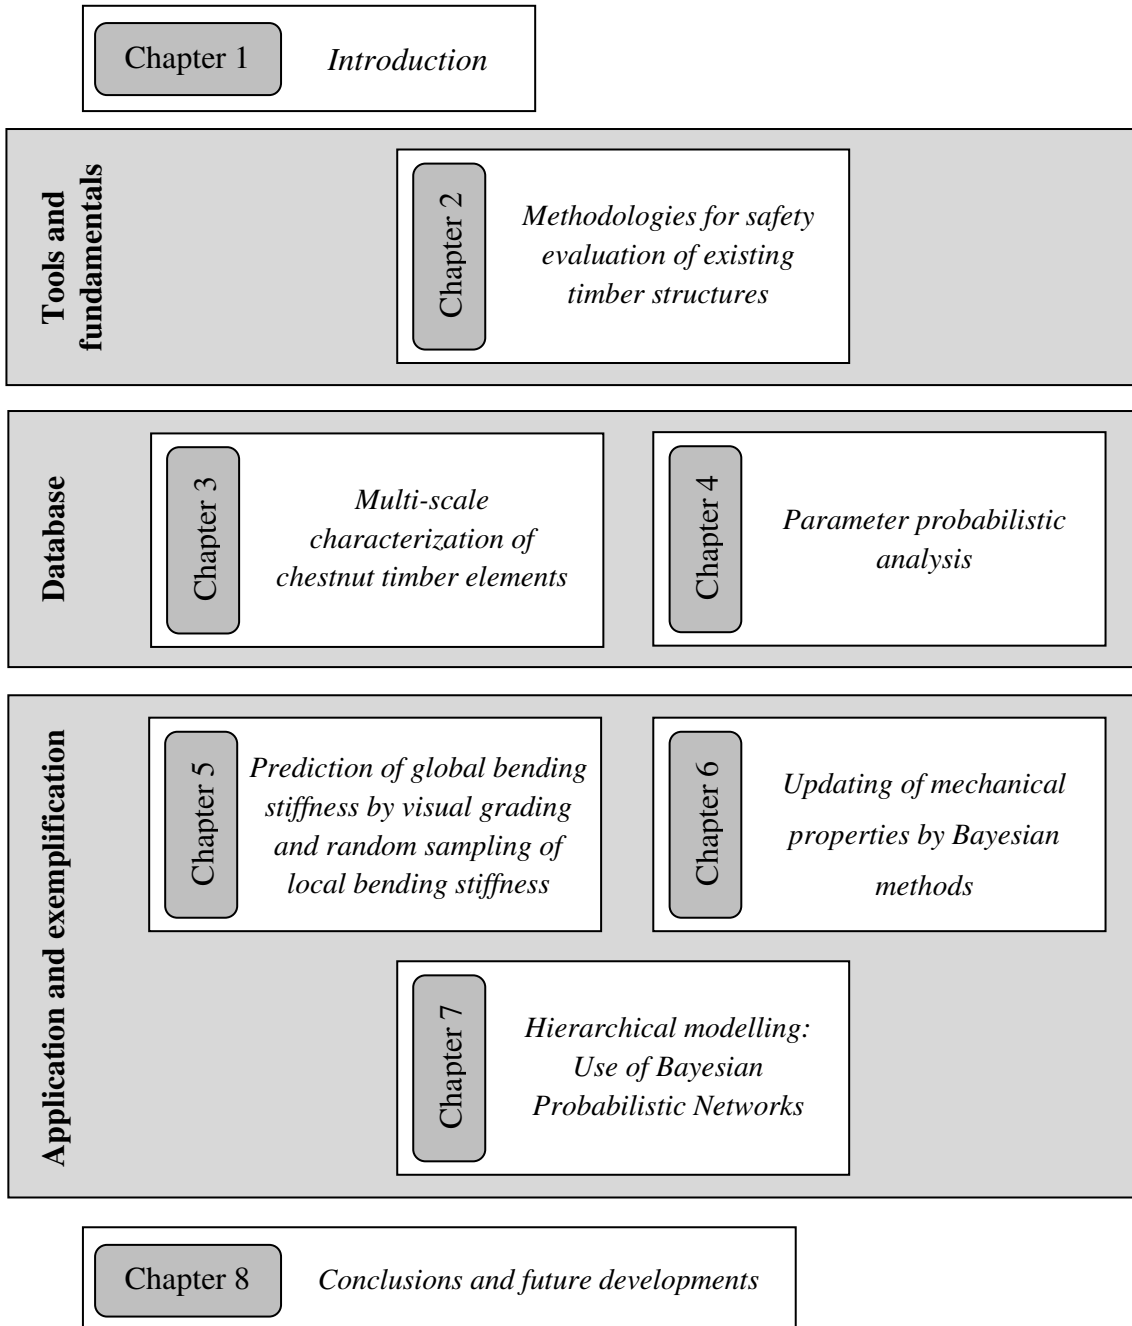 Chapter 1
Introduction
Tools and
fundamentals
Chapter 2
Methodologies for safety
evaluation of existing
timber structures
Database
Chapter 3
Multi-scale
characterization of
chestnut timber elements
Chapter 4
Parameter probabilistic
analysis
Application and exemplification
Chapter 5
Prediction of global bending
stiffness by visual grading
and random sampling of
local bending stiffness
Chapter 6
Updating of mechanical
properties by Bayesian
methods
Chapter 7
Hierarchical modelling:
Use of Bayesian
Probabilistic Networks
Chapter 8
Conclusions and future developments